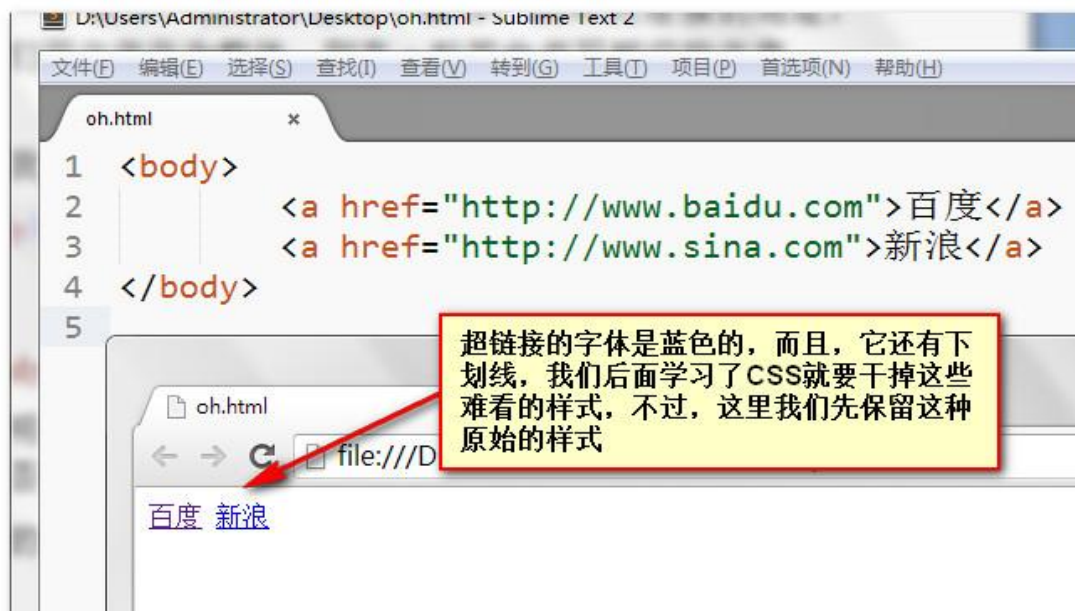 D:\Users\Administrator\Desktop\oh.html - Sublime Text 2
文件(F) 编辑(E) 选择(S) 查找(I) 查看(V) 转到(G) 工具(T) 项目(P) 首选项(N) 帮助(H)
oh.html ×
1 <body>
2 <a href="http://www.baidu.com">百度</a>
3 <a href="http://www.sina.com">新浪</a>
4 </body>
5
超链接的字体是蓝色的，而且，它还有下
划线，我们后面学习了CSS就要干掉这些
难看的样式，不过，这里我们先保留这种
原始的样式
oh.html
file:///D
百度 新浪